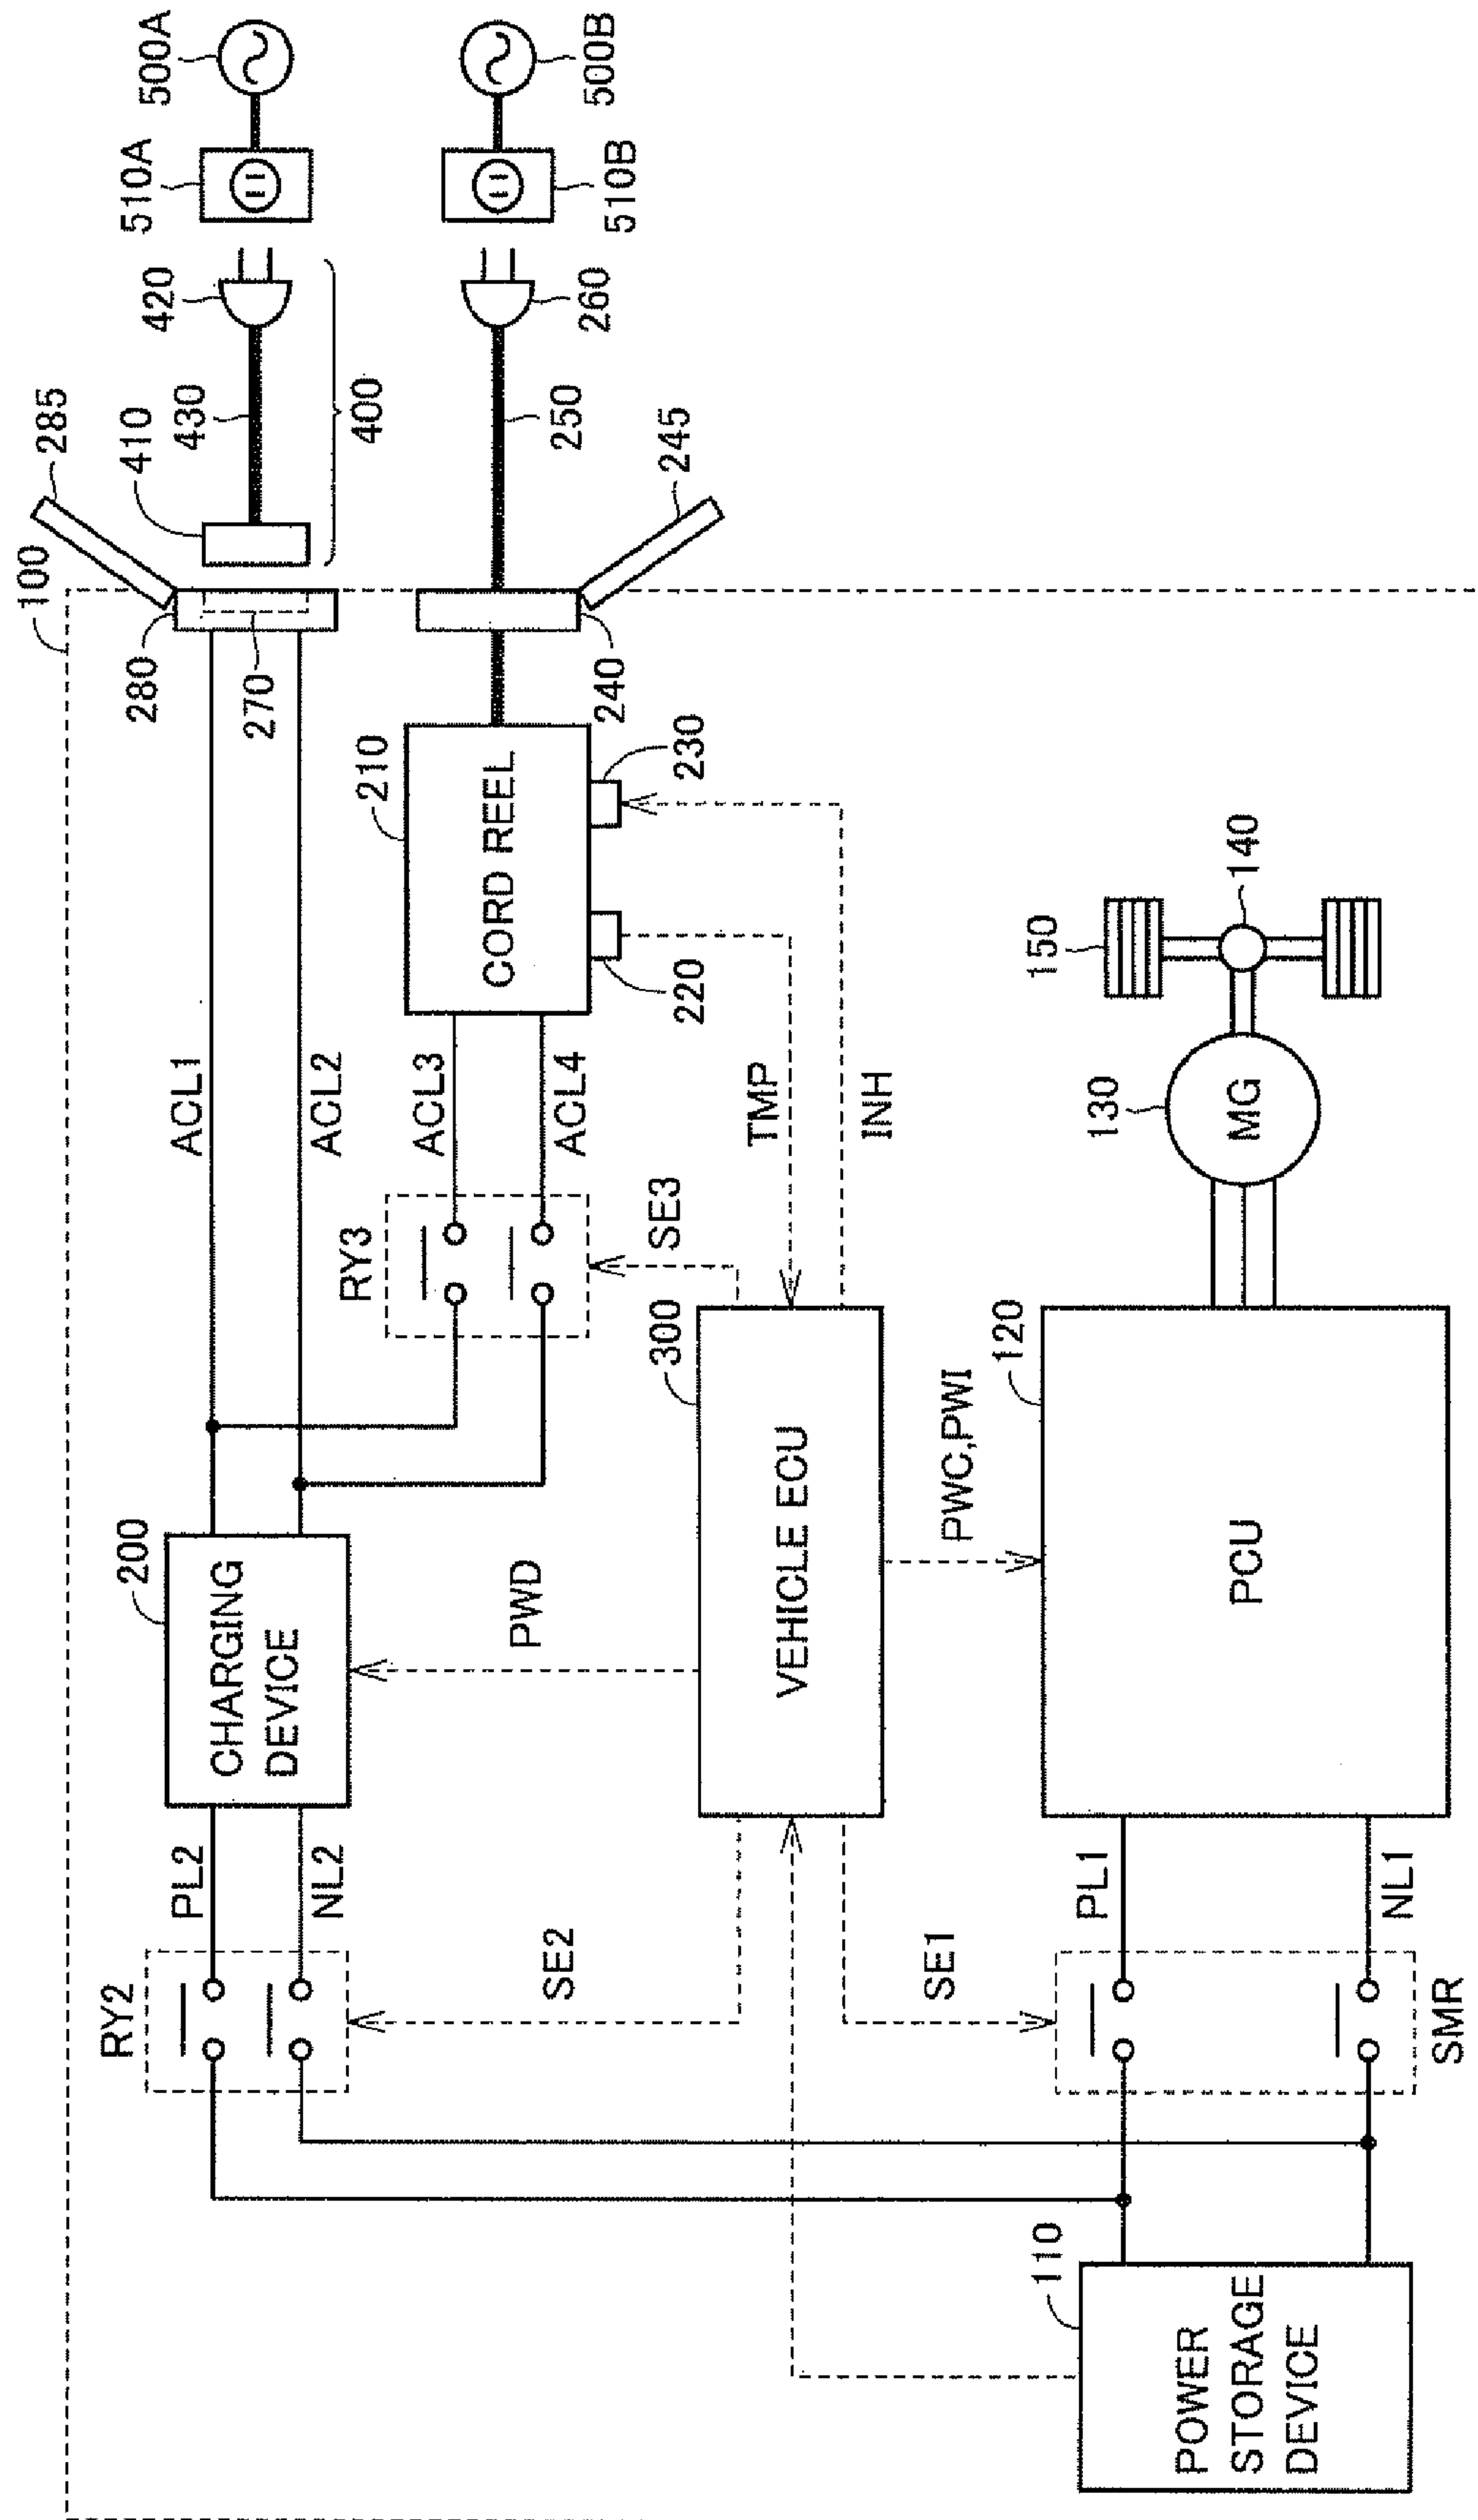 100
285
410
430
420
510A
500A
400
280
270
250
260
510B
500B
245
240
210
CORD REEL
230
220
ACL1
ACL2
ACL3
ACL4
RY3
SE3
TMP
INH
200
CHARGING
DEVICE
PWD
300
VEHICLE ECU
PWC,PWI
120
PCU
130
MG
140
150
RY2
PL2
NL2
SE2
SE1
PL1
NL1
SMR
110
POWER
STORAGE
DEVICE